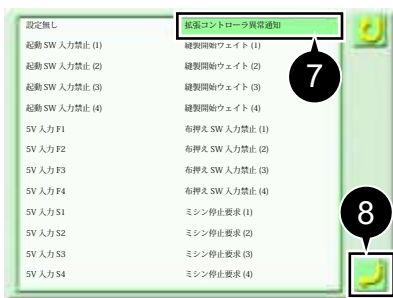 設定無し
拡張コントローラ異常通知
起動 SW 入力禁止 (1)
縫製開始ウェイト (1)
起動 SW 入力禁止 (2)
縫製開始ウェイト (2)
起動 SW 入力禁止 (3)
縫製開始ウェイト (3)
起動 SW 入力禁止 (4)
縫製開始ウェイト (4)
5V 入力 F1
布押え SW 入力禁止 (1)
5V 入力 F2
布押え SW 入力禁止 (2)
5V 入力 F3
布押え SW 入力禁止 (3)
5V 入力 F4
布押え SW 入力禁止 (4)
5V 入力 S1
ミシン停止要求 (1)
5V 入力 S2
ミシン停止要求 (2)
5V 入力 S3
ミシン停止要求 (3)
5V 入力 S4
ミシン停止要求 (4)
7
8